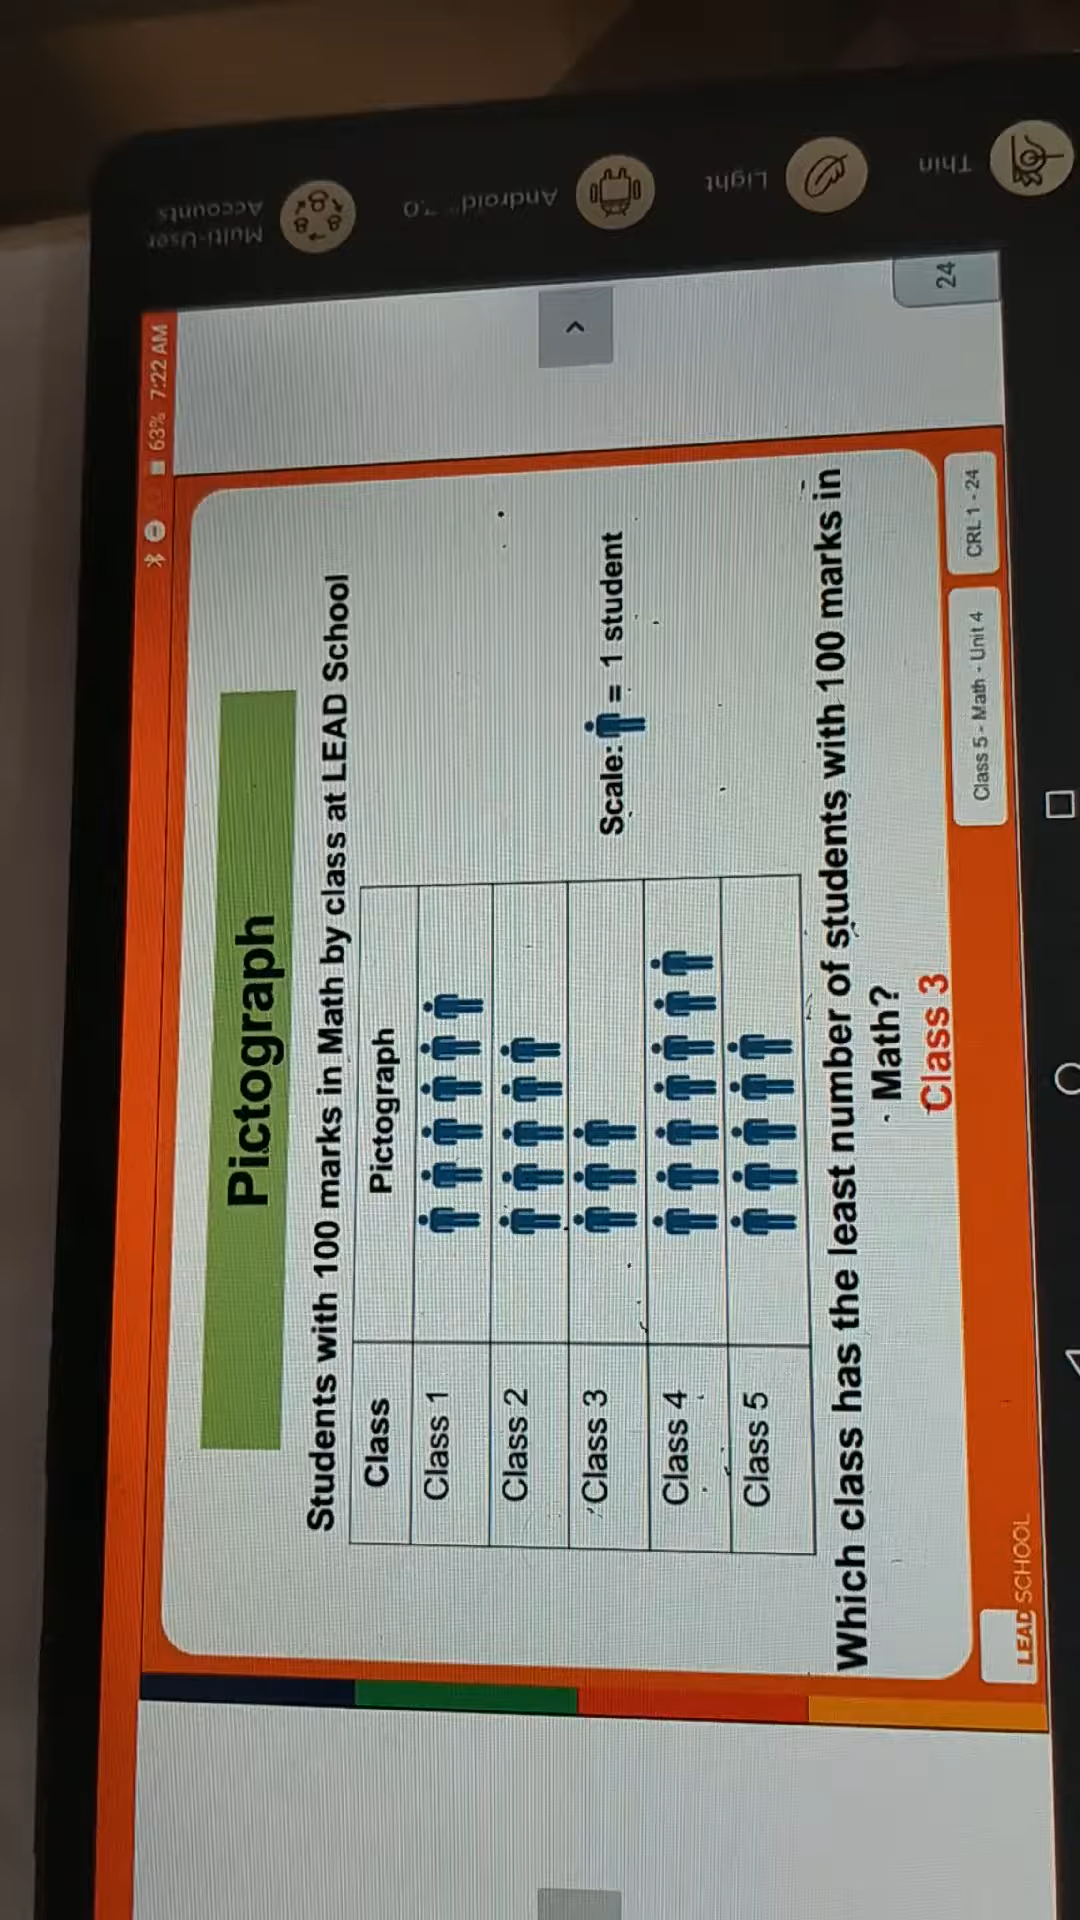 Multi-User
Accounts
Android™ 7.0
Light
Thin
63% 7:22 AM
>
24
Pictograph
Students with 100 marks in Math by class at LEAD School
Class Pictograph
Class 1
Class 2
Class 3
Class 4
Class 5
Scale: = 1 student
Which class has the least number of students with 100 marks in
Math?
Class 3
LEAD SCHOOL
Class 5 - Math - Unit 4
CRL 1 - 24